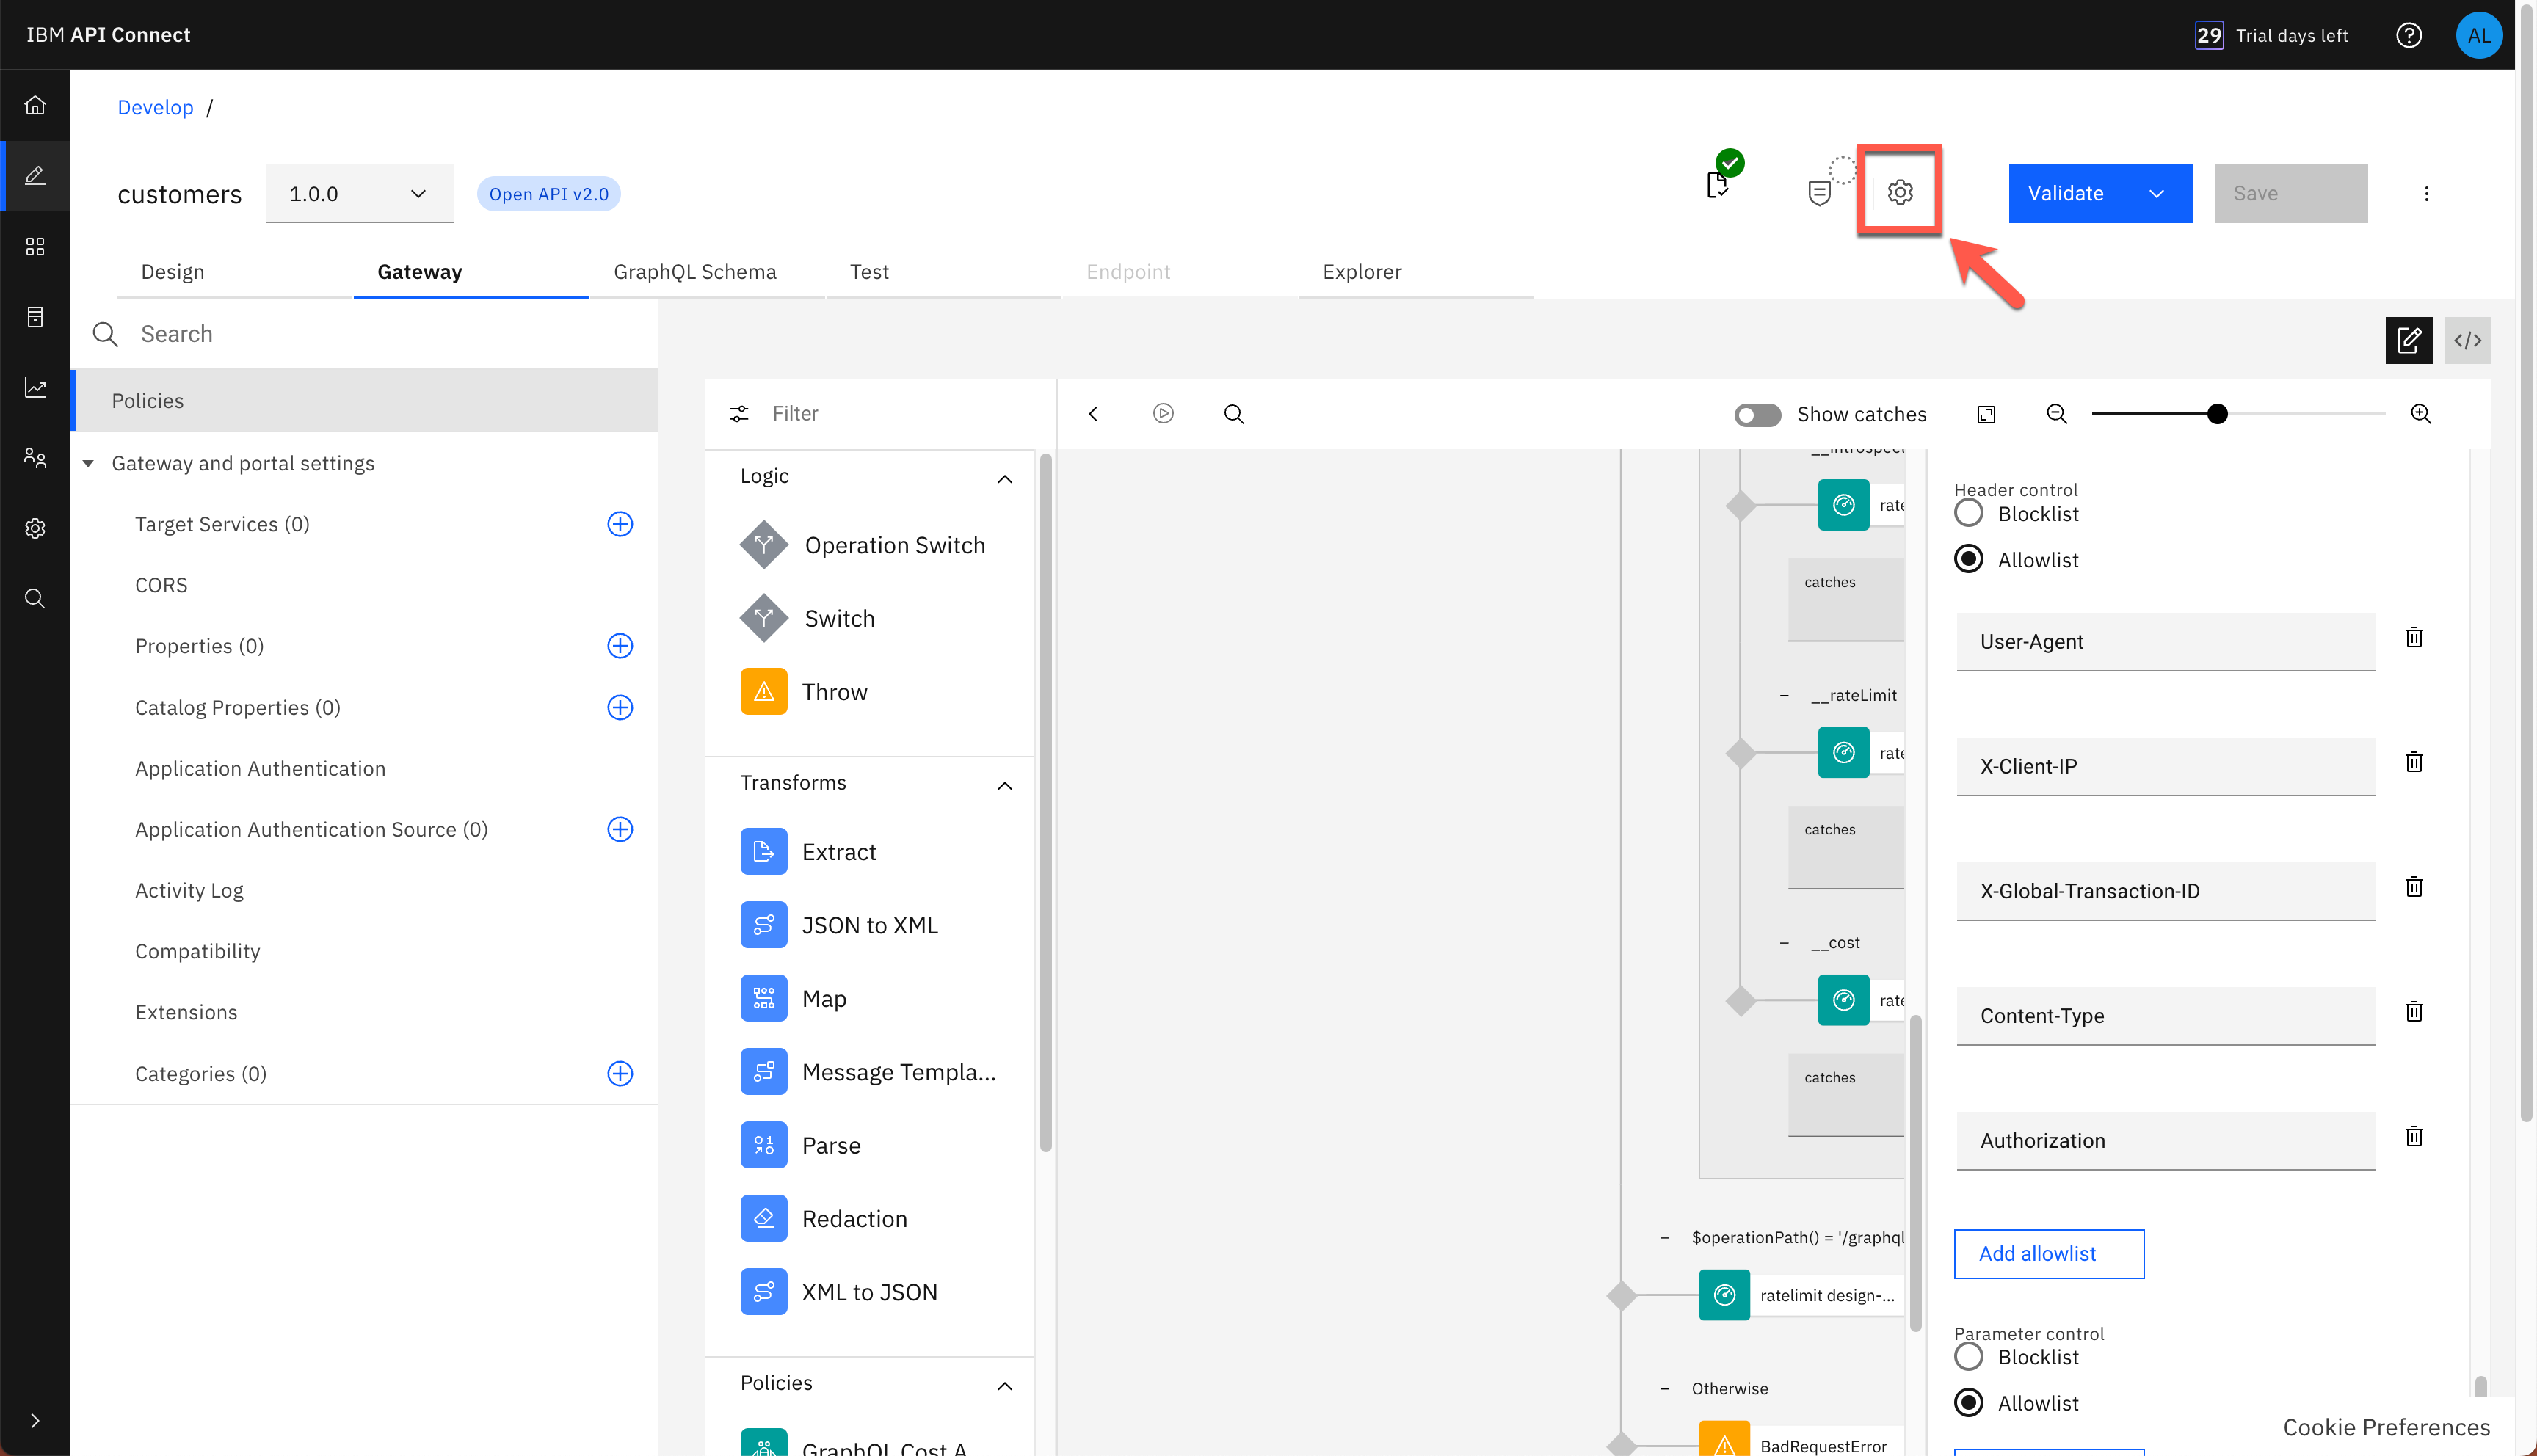 IBM API Connect
29 Trial days left
AL
Develop /
customers
1.0.0
Open API v2.0
Validate
Save
Design
Gateway
GraphQL Schema
Test
Endpoint
Explorer
Search
Policies
Gateway and portal settings
Target Services (0)
CORS
Properties (0)
Catalog Properties (0)
Application Authentication
Application Authentication Source (0)
Activity Log
Compatibility
Extensions
Categories (0)
Filter
Logic
Operation Switch
Switch
Throw
Transforms
Extract
JSON to XML
Map
Message Templa...
Parse
Redaction
XML to JSON
Policies
GraphQL Cost A
Show catches
rate
catches
– __rateLimit
rate
catches
– __cost
rate
catches
– $operationPath() = '/graphql
ratelimit design-...
– Otherwise
BadRequestError
Header control
Blocklist
Allowlist
User-Agent
X-Client-IP
X-Global-Transaction-ID
Content-Type
Authorization
Add allowlist
Parameter control
Blocklist
Allowlist
Cookie Preferences